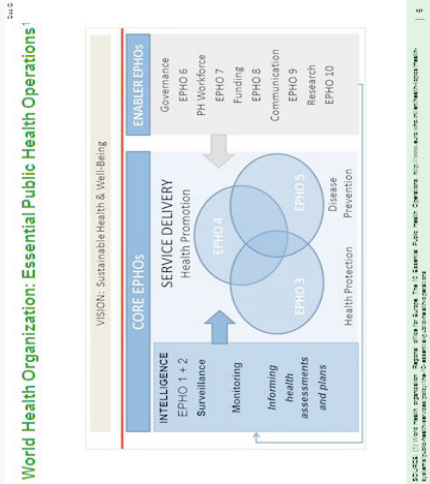 World Health Organization: Essential Public Health Operations¹
VISION: Sustainable Health & Well-Being
CORE EPHOs
ENABLER EPHOs
INTELLIGENCE
EPHO 1 + 2
Surveillance
Monitoring
Informing
health
assessments
and plans
SERVICE DELIVERY
Health Promotion
EPHO 4
EPHO 3
EPHO 5
Health Protection
Disease
Prevention
Governance
EPHO 6
PH Workforce
EPHO 7
Funding
EPHO 8
Communication
EPHO 9
Research
EPHO 10